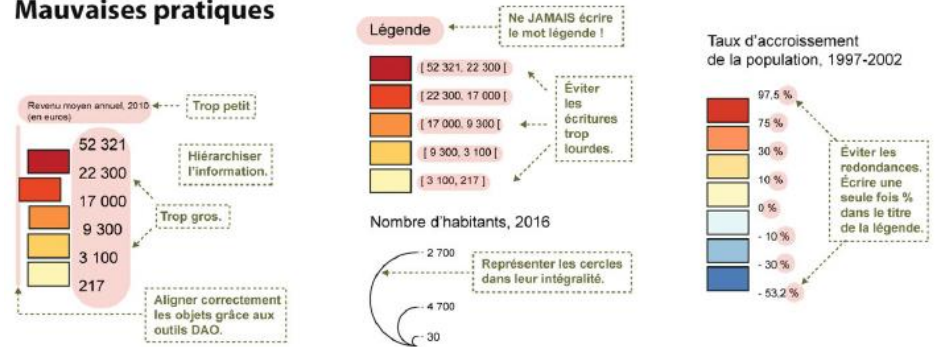 Mauvaises pratiques
Revenu moyen annuel, 2010
(en euros)
Trop petit
52 321
22 300
17 000
9 300
3 100
217
Hiérarchiser
l'information.
Trop gros.
Aligner correctement
les objets grâce aux
outils DAO.
Légende
Ne JAMAIS écrire
le mot légende !
[ 52 321, 22 300 [
[ 22 300, 17 000 [
[ 17 000, 9 300 [
[ 9 300, 3 100 [
[ 3 100, 217 ]
Éviter
les
écritures
trop
lourdes.
Nombre d'habitants, 2016
2 700
4 700
30
Représenter les cercles
dans leur intégralité.
Taux d'accroissement
de la population, 1997-2002
97,5 %
75 %
30 %
10 %
0 %
- 10 %
- 30 %
- 53,2 %
Éviter les
redondances.
Écrire une
seule fois %
dans le titre
de la légende.